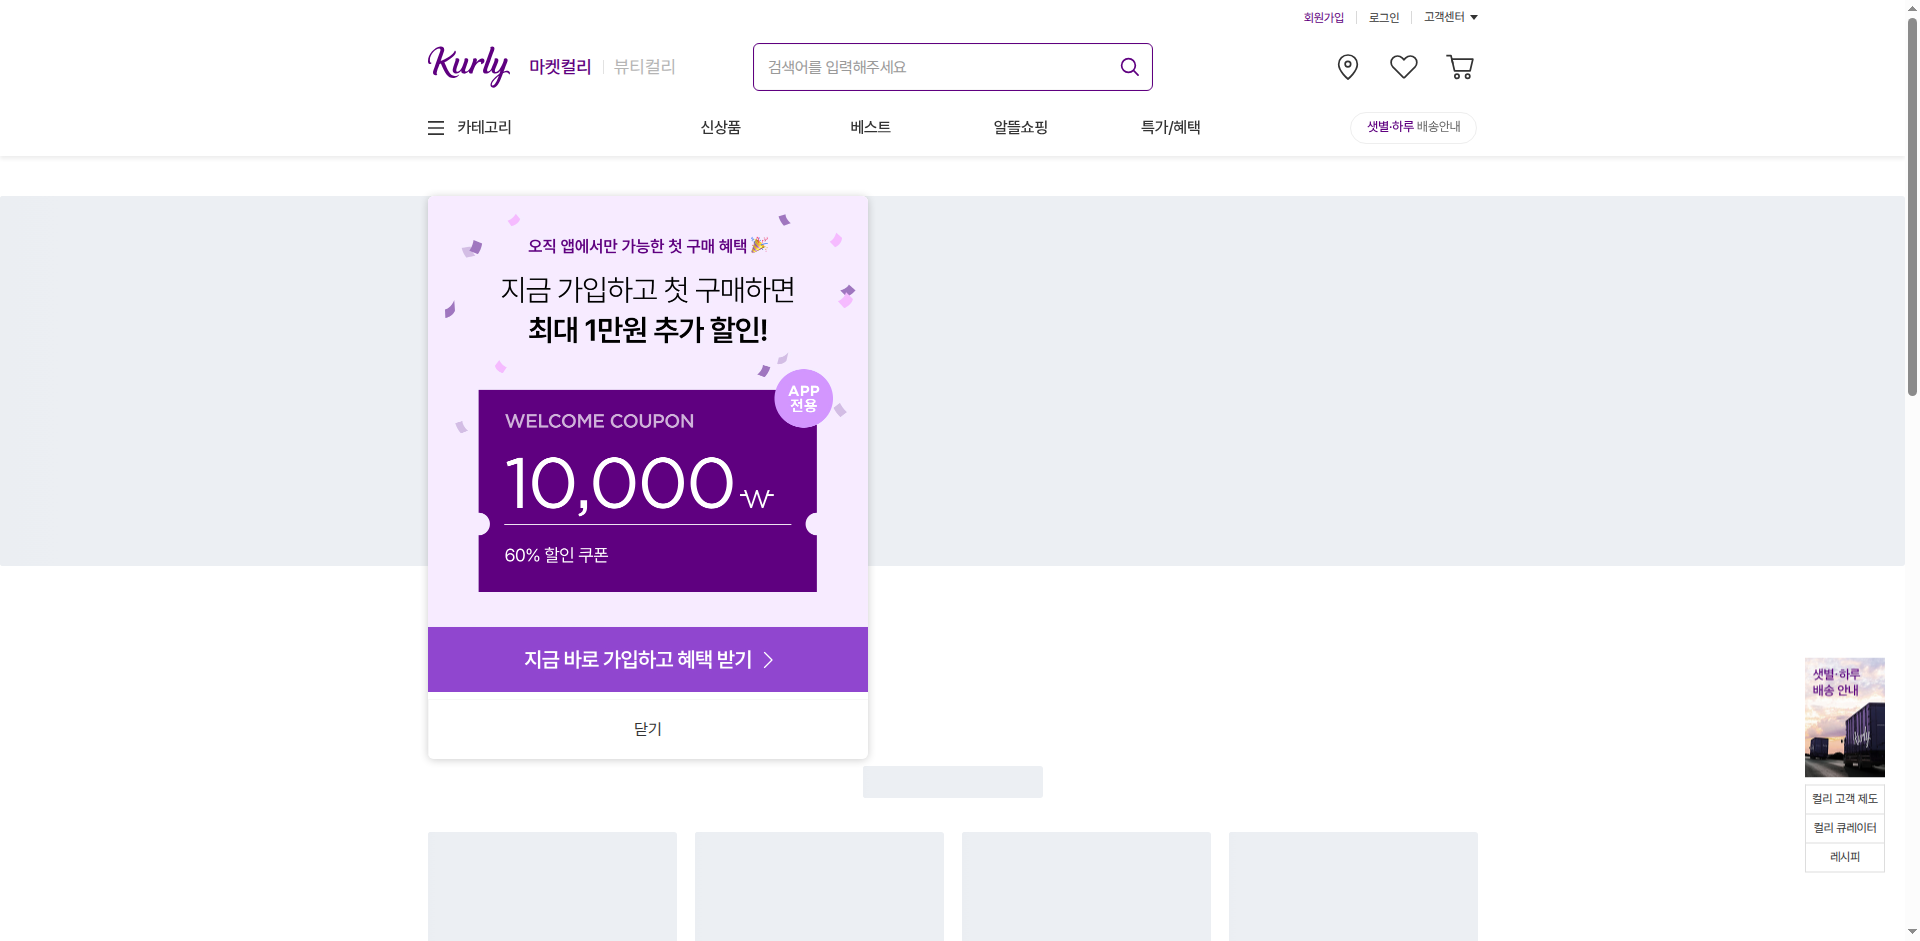 회원가입
로그인
고객센터
Kurly
마켓컬리
뷰티컬리
검색어를 입력해주세요
카테고리
신상품
베스트
알뜰쇼핑
특가/혜택
샛별·하루 배송안내
오직 앱에서만 가능한 첫 구매 혜택
지금 가입하고 첫 구매하면
최대 1만원 추가 할인!
APP
전용
WELCOME COUPON
10,000₩
60% 할인 쿠폰
지금 바로 가입하고 혜택 받기
닫기
샛별·하루
배송 안내
Kurly
컬리 고객 제도
컬리 큐레이터
레시피